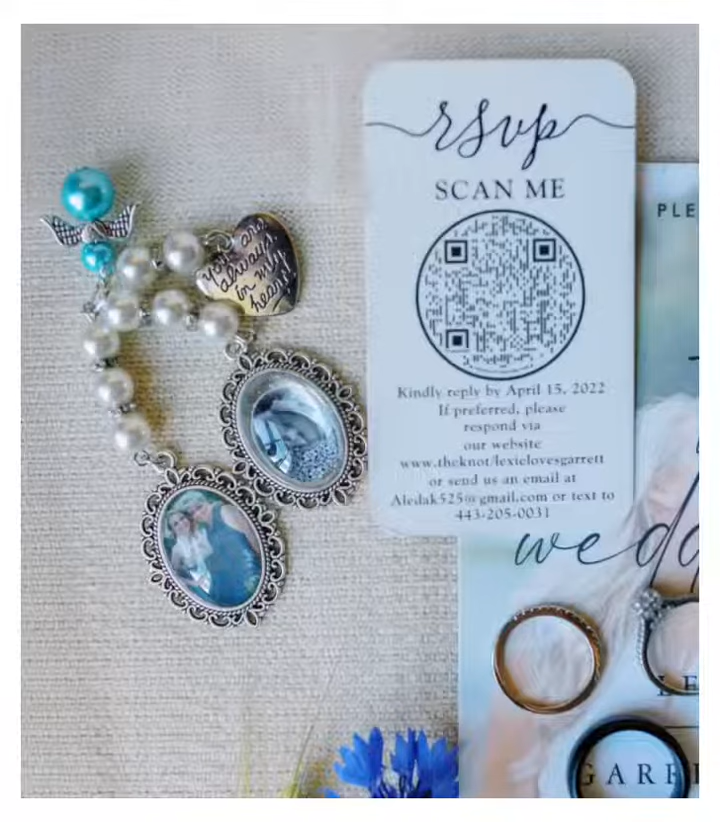 rsvp
SCAN ME
Kindly reply by April 15, 2022
If preferred, please
respond via
our website
www.theknot/lexielovesgarrett
or send us an email at
Aledak525@gmail.com or text to
443-205-0031
you are
always
in my
heart!
PLE
wedd
LE
GARR